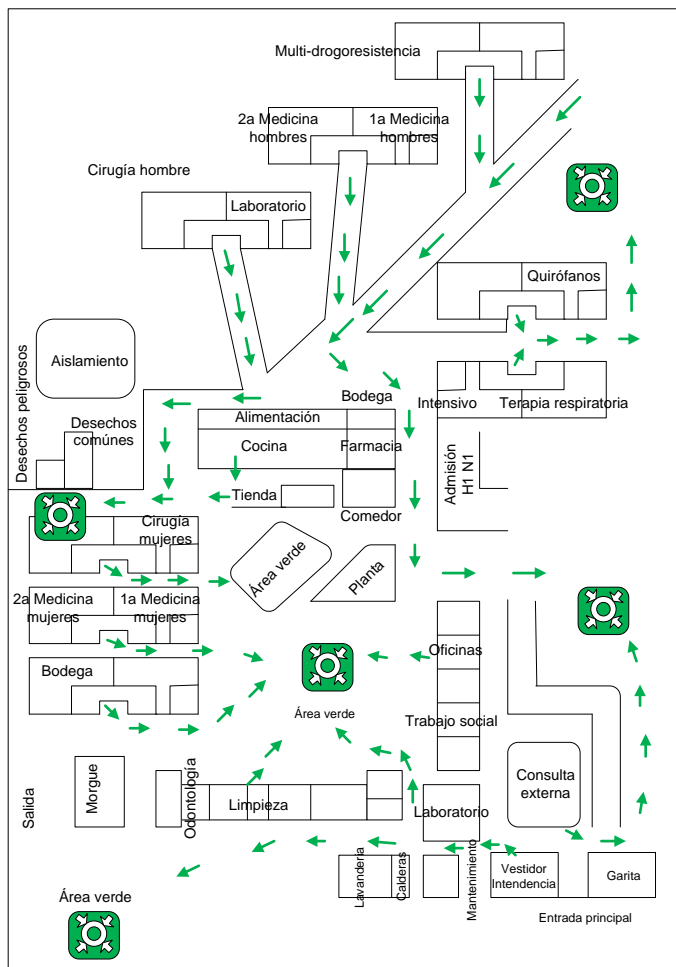 Multi-drogoresistencia
2a Medicina
hombres
1a Medicina
hombres
Cirugía hombre
Laboratorio
Quirófanos
Aislamiento
Desechos peligrosos
Desechos
comúnes
Bodega
Alimentación
Cocina
Farmacia
Intensivo
Terapia respiratoria
Admisión
H1 N1
Tienda
Comedor
Cirugía
mujeres
Área verde
Planta
2a Medicina
mujeres
1a Medicina
mujeres
Bodega
Oficinas
Área verde
Trabajo social
Salida
Morgue
Odontología
Limpieza
Laboratorio
Consulta
externa
Lavandería
Calderas
Mantenimiento
Vestidor
Intendencia
Garita
Entrada principal
Área verde